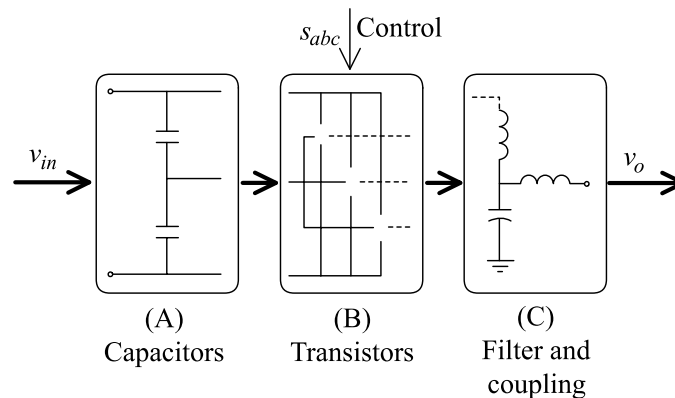 s_abc Control
v_in
v_o
(A)
Capacitors
(B)
Transistors
(C)
Filter and
coupling